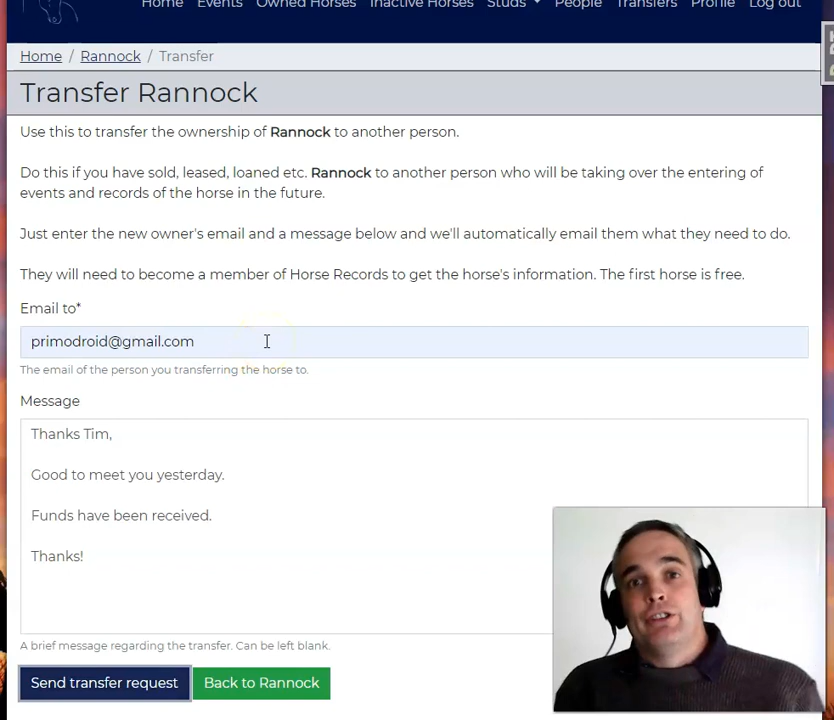 Home Events Owned Horses Inactive Horses Studs People Transfers Profile Log out
Home / Rannock / Transfer
Transfer Rannock
Use this to transfer the ownership of Rannock to another person.
Do this if you have sold, leased, loaned etc. Rannock to another person who will be taking over the entering of
events and records of the horse in the future.
Just enter the new owner's email and a message below and we'll automatically email them what they need to do.
They will need to become a member of Horse Records to get the horse's information. The first horse is free.
Email to*
primodroid@gmail.com
The email of the person you transferring the horse to.
Message
Thanks Tim,
Good to meet you yesterday.
Funds have been received.
Thanks!
A brief message regarding the transfer. Can be left blank.
Send transfer request Back to Rannock